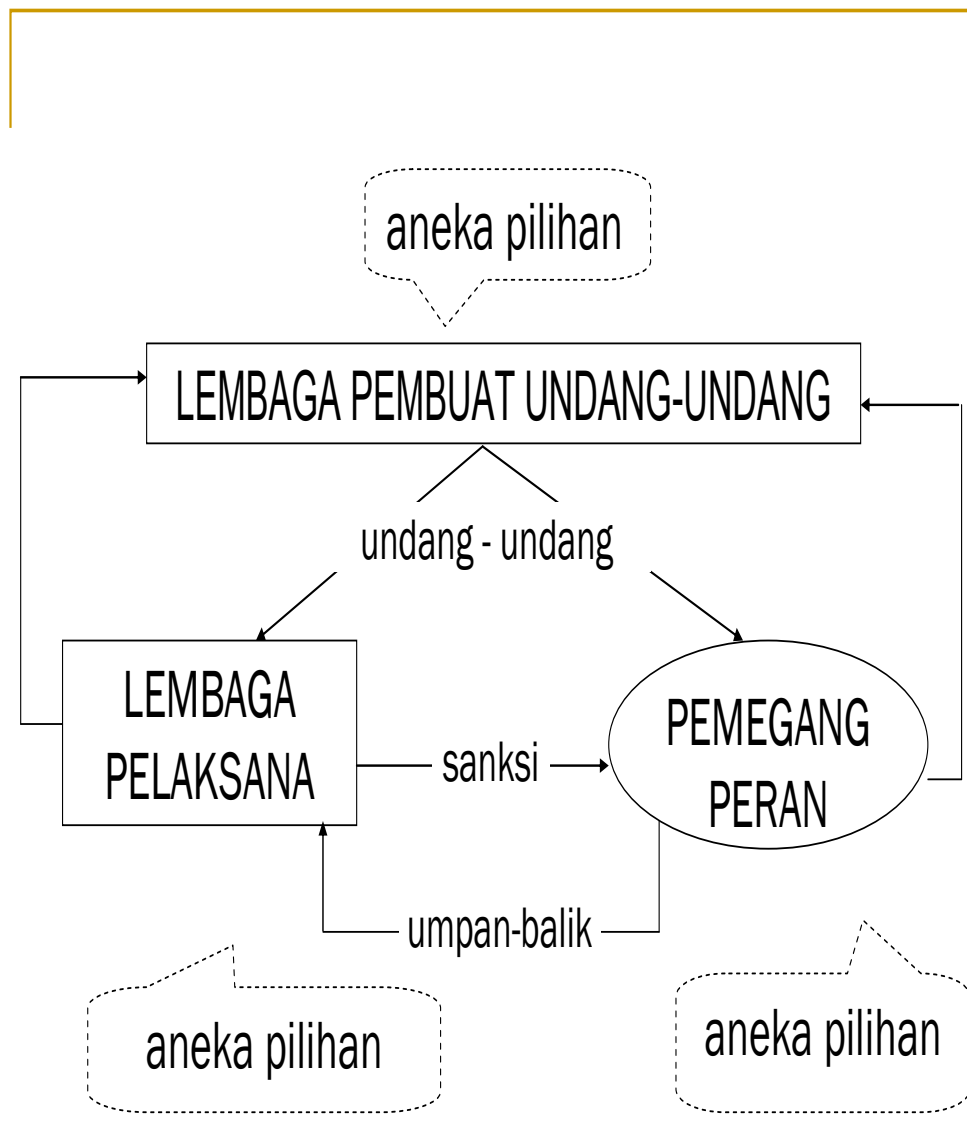 aneka pilihan
LEMBAGA PEMBUAT UNDANG-UNDANG
undang - undang
LEMBAGA
PELAKSANA
sanksi
PEMEGANG
PERAN
umpan-balik
aneka pilihan
aneka pilihan